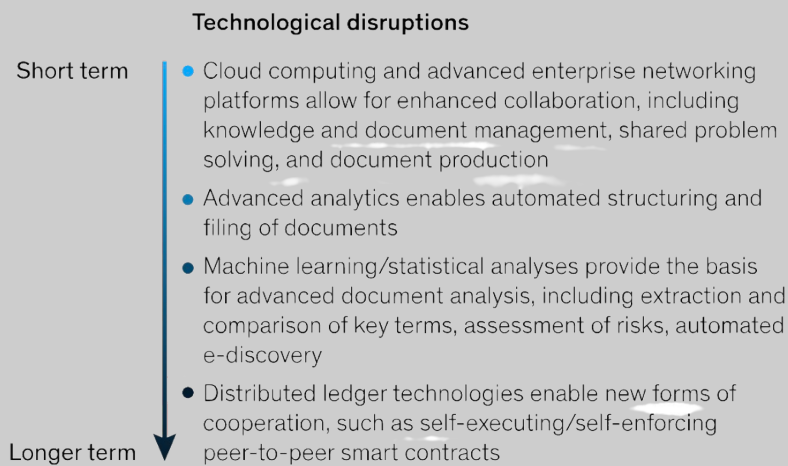 Technological disruptions
Short term
Cloud computing and advanced enterprise networking
platforms allow for enhanced collaboration, including
knowledge and document management, shared problem
solving, and document production
Advanced analytics enables automated structuring and
filing of documents
Machine learning/statistical analyses provide the basis
for advanced document analysis, including extraction and
comparison of key terms, assessment of risks, automated
e-discovery
Distributed ledger technologies enable new forms of
cooperation, such as self-executing/self-enforcing
peer-to-peer smart contracts
Longer term